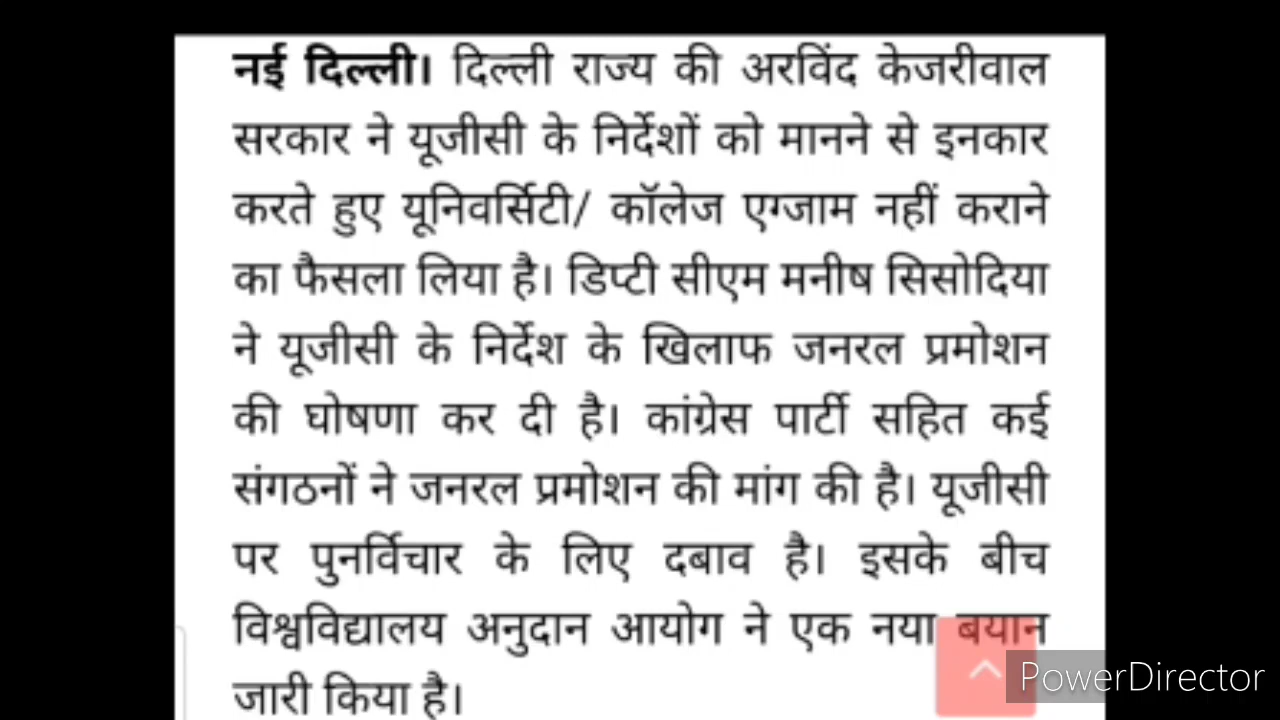 नई दिल्ली। दिल्ली राज्य की अरविंद केजरीवाल
सरकार ने यूजीसी के निर्देशों को मानने से इनकार
करते हुए यूनिवर्सिटी/ कॉलेज एग्जाम नहीं कराने
का फैसला लिया है। डिप्टी सीएम मनीष सिसोदिया
ने यूजीसी के निर्देश के खिलाफ जनरल प्रमोशन
की घोषणा कर दी है। कांग्रेस पार्टी सहित कई
संगठनों ने जनरल प्रमोशन की मांग की है। यूजीसी
पर पुनर्विचार के लिए दबाव है। इसके बीच
विश्वविद्यालय अनुदान आयोग ने एक नया बयान
जारी किया है।
PowerDirector